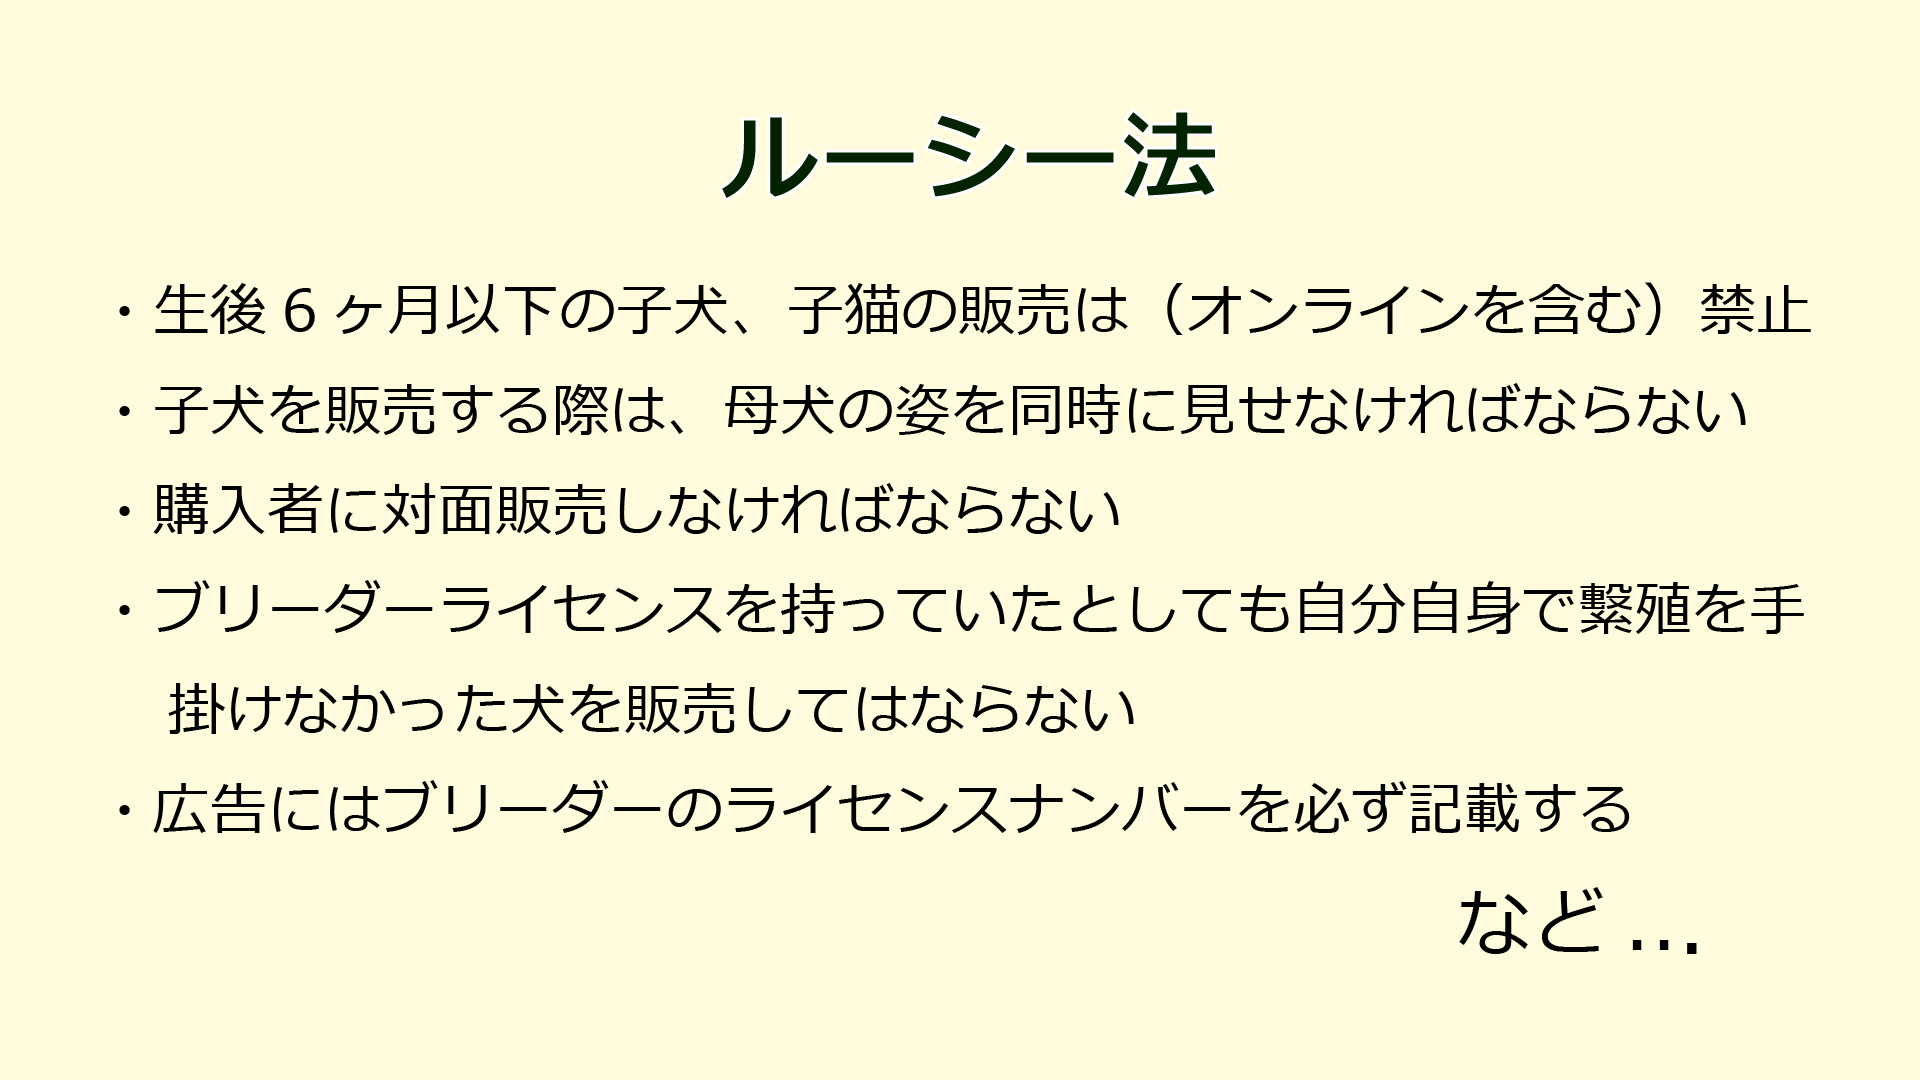 ルーシー法
・生後6ヶ月以下の子犬、子猫の販売は（オンラインを含む）禁止
・子犬を販売する際は、母犬の姿を同時に見せなければならない
・購入者に対面販売しなければならない
・ブリーダーライセンスを持っていたとしても自分自身で繫殖を手
掛けなかった犬を販売してはならない
・広告にはブリーダーのライセンスナンバーを必ず記載する
など…